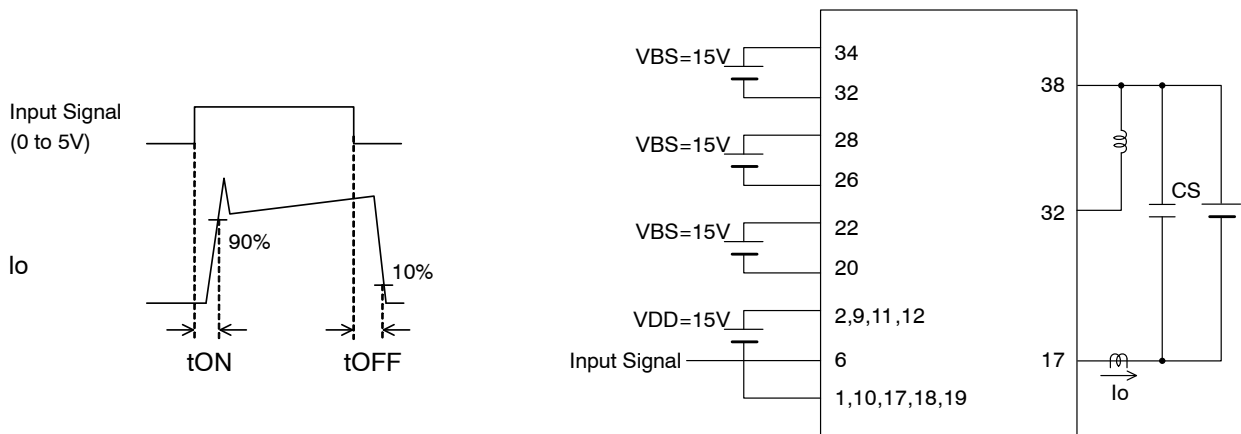 Input Signal
(0 to 5V)
Io
90%
10%
tON
tOFF
VBS=15V
34
32
VBS=15V
28
26
VBS=15V
22
20
VDD=15V
2,9,11,12
Input Signal
6
1,10,17,18,19
38
32
CS
17
Io